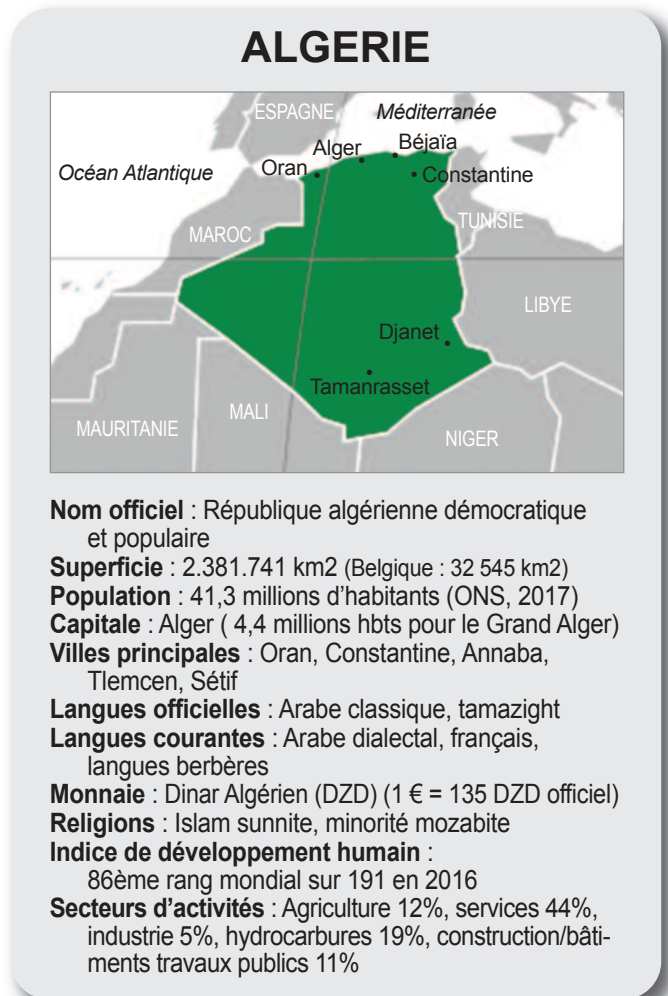 ALGERIE
ESPAGNE
Méditerranée
Béjaïa
Alger
Océan Atlantique
Oran
Constantine
TUNISIE
MAROC
LIBYE
Djanet
Tamanrasset
MALI
MAURITANIE
NIGER
Nom officiel : République algérienne démocratique
et populaire
Superficie : 2.381.741 km2 (Belgique : 32 545 km2)
Population : 41,3 millions d'habitants (ONS, 2017)
Capitale : Alger ( 4,4 millions hbts pour le Grand Alger)
Villes principales : Oran, Constantine, Annaba,
Tlemcen, Sétif
Langues officielles : Arabe classique, tamazight
Langues courantes : Arabe dialectal, français,
langues berbères
Monnaie : Dinar Algérien (DZD) (1 € = 135 DZD officiel)
Religions : Islam sunnite, minorité mozabite
Indice de développement humain :
86ème rang mondial sur 191 en 2016
Secteurs d'activités : Agriculture 12%, services 44%,
industrie 5%, hydrocarbures 19%, construction/bâti-
ments travaux publics 11%